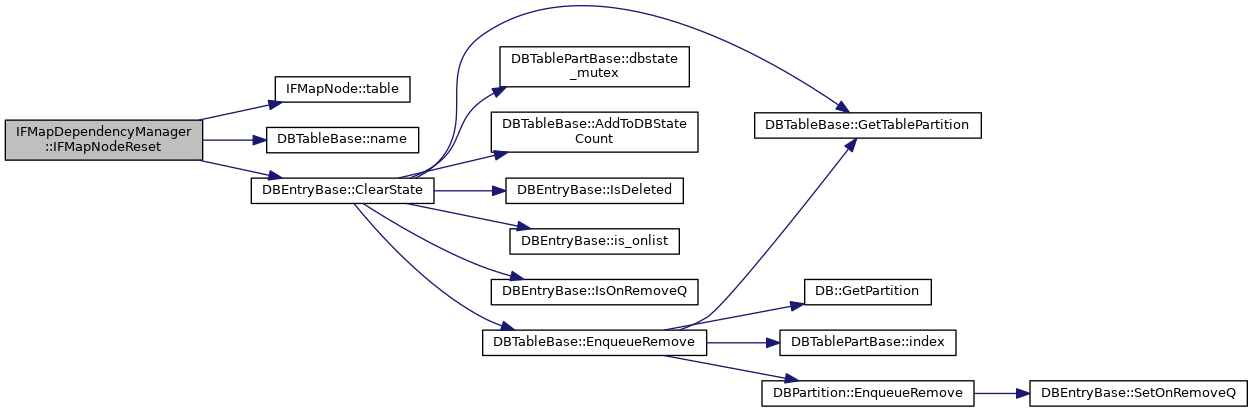 IFMapDependencyManager
::IFMapNodeReset
IFMapNode::table
DBTableBase::name
DBEntryBase::ClearState
DBTablePartBase::dbstate
_mutex
DBTableBase::AddToDBState
Count
DBEntryBase::IsDeleted
DBEntryBase::is_onlist
DBEntryBase::IsOnRemoveQ
DBTableBase::EnqueueRemove
DBTableBase::GetTablePartition
DB::GetPartition
DBTablePartBase::index
DBPartition::EnqueueRemove
DBEntryBase::SetOnRemoveQ